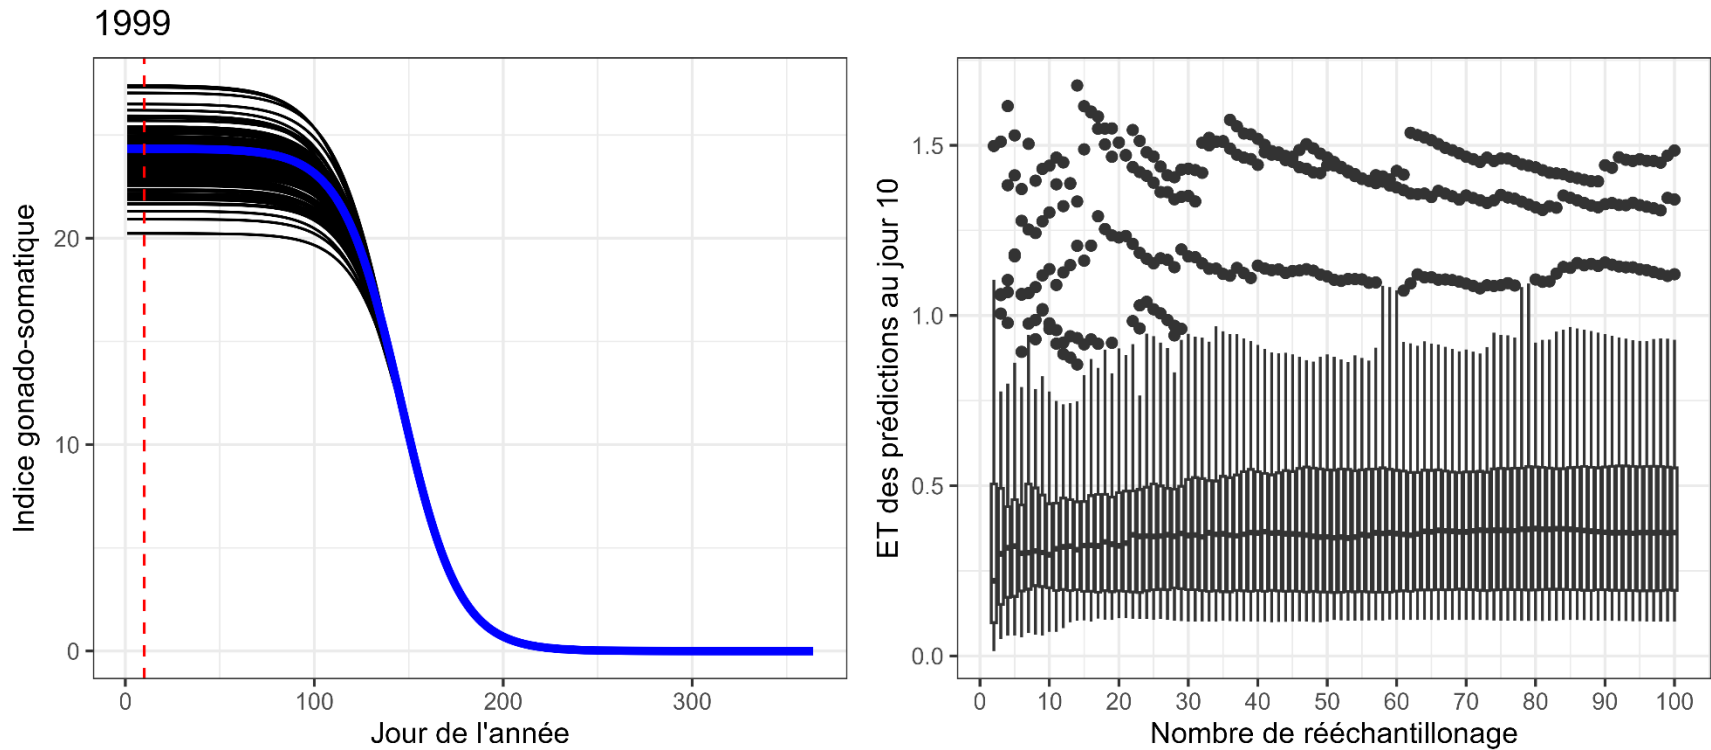 1999
Indice gonado-somatique
20
10
0
0 100 200 300
Jour de l'année
ET des prédictions au jour 10
1.5
1.0
0.5
0.0
0 10 20 30 40 50 60 70 80 90 100
Nombre de rééchantillonage